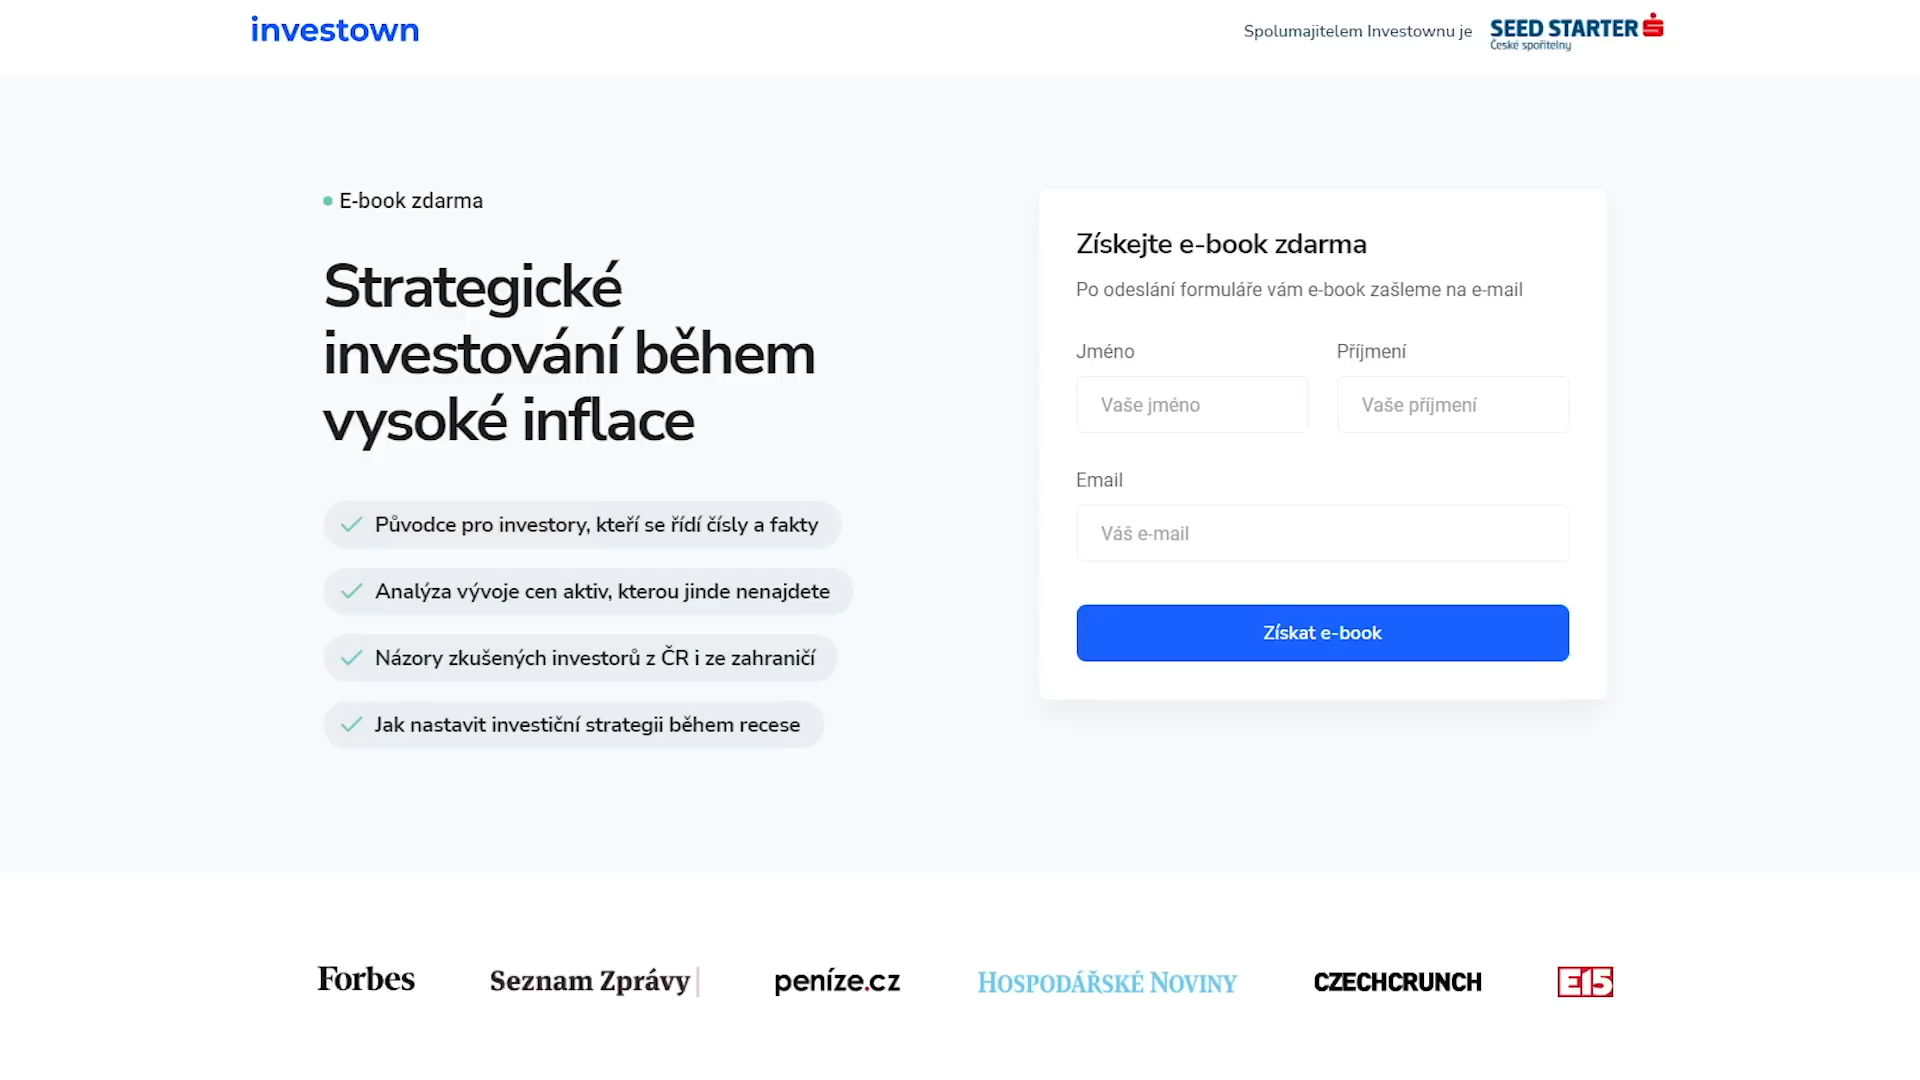 investown
Spolumajitelem Investownu je
SEED STARTER
České spořitelny
E-book zdarma
Strategické
investování během
vysoké inflace
Původce pro investory, kteří se řídí čísly a fakty
Analýza vývoje cen aktiv, kterou jinde nenajdete
Názory zkušených investorů z ČR i ze zahraničí
Jak nastavit investiční strategii během recese
Získejte e-book zdarma
Po odeslání formuláře vám e-book zašleme na e-mail
Jméno
Příjmení
Vaše jméno
Vaše příjmení
Email
Váš e-mail
Získat e-book
Forbes
Seznam Zprávy
peníze.cz
Hospodářské Noviny
CZECHCRUNCH
E15